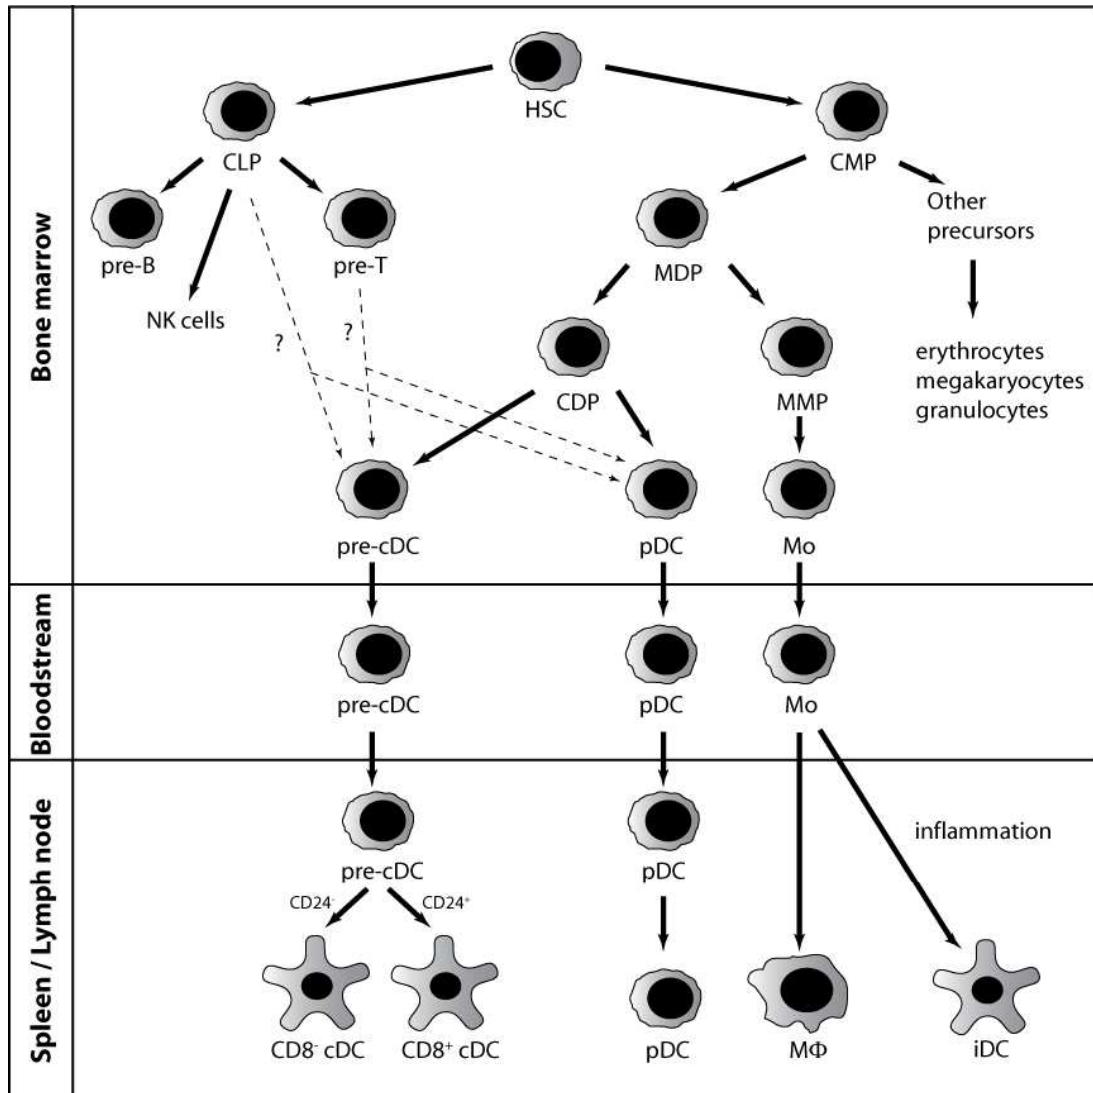 Bone marrow
HSC
CLP
CMP
pre-B
pre-T
NK cells
?
?
MDP
Other
precursors
erythrocytes
megakaryocytes
granulocytes
CDP
MMP
pre-cDC
pDC
Mo
Bloodstream
pre-cDC
pDC
Mo
Spleen / Lymph node
pre-cDC
pDC
inflammation
CD24⁻
CD24⁺
CD8⁻ cDC
CD8⁺ cDC
pDC
MΦ
iDC